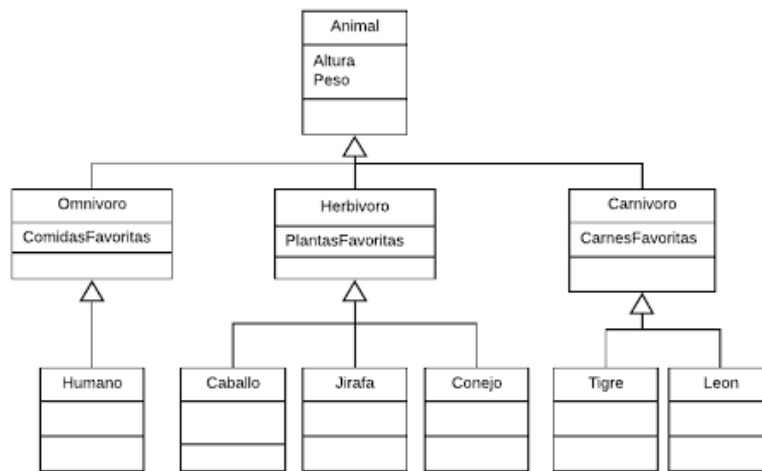 Animal
Altura
Peso
Omnivoro
ComidasFavoritas
Herbivoro
PlantasFavoritas
Carnivoro
CarnesFavoritas
Humano
Caballo
Jirafa
Conejo
Tigre
Leon